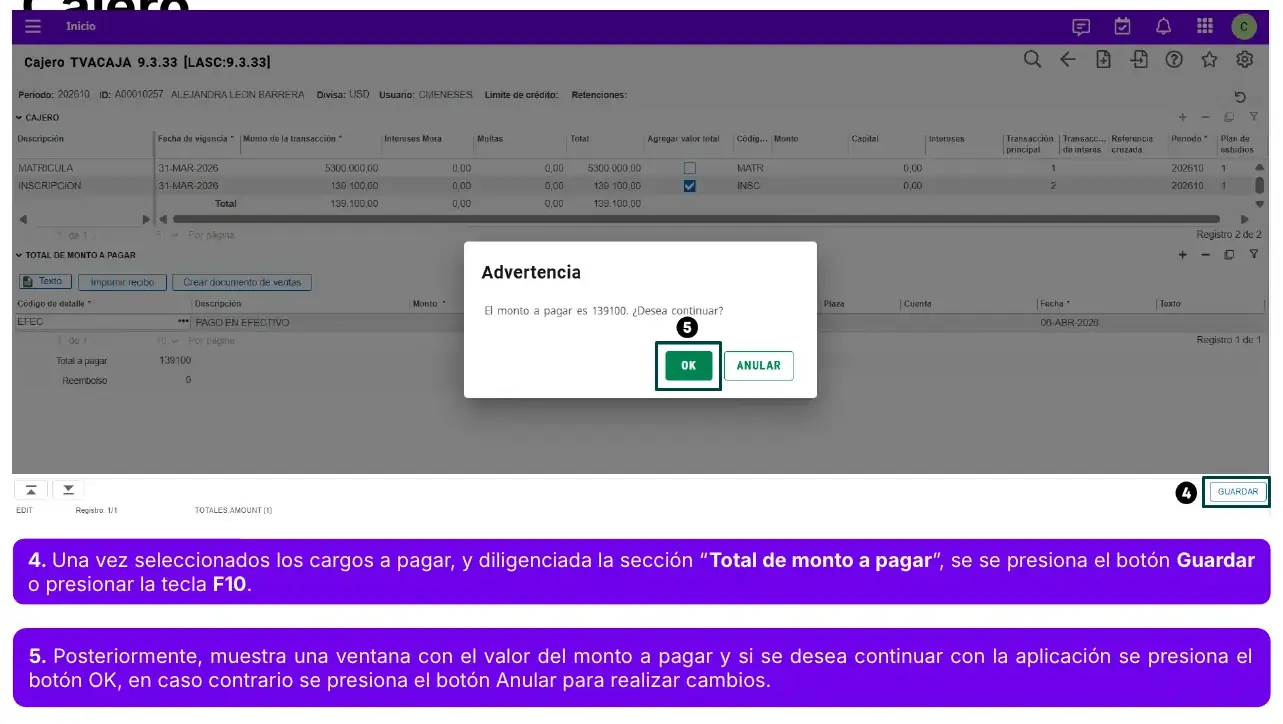 Cajero
Inicio
C
Cajero TVACAJA 9.3.33 [LASC:9.3.33]
Periodo: 202610 ID: A00010257 ALEJANDRA LEON BARRERA Divisa: USD Usuario: CMENESES Límite de crédito: Retenciones:
CAJERO
Descripción Fecha de vigencia * Monto de la transacción * Intereses Mora Multas Total Agregar valor total Códig... Monto Capital Intereses Transacción principal Transacc... de interés Referencia cruzada Periodo * Plan de estudios
MATRICULA 31-MAR-2026 5300.000,00 0,00 0,00 5300.000,00 MATR 0,00 1 202610 1
INSCRIPCION 31-MAR-2026 139.100,00 0,00 0,00 139.100,00 INSC 0,00 2 202610 1
Total 139.100,00 0,00 0,00 139.100,00
1 de 1 Por página Registro 2 de 2
TOTAL DE MONTO A PAGAR
Texto Imprimir recibo Crear documento de ventas
Código de detalle * Descripción Monto * Plaza Cuenta Fecha * Texto
EFEC ••• PAGO EN EFECTIVO 06-ABR-2026
1 de 1 10 Por página Registro 1 de 1
Total a pagar 139100
Reembolso 0
Advertencia
El monto a pagar es 139100. ¿Desea continuar?
5
OK ANULAR
4 GUARDAR
EDIT Registro: 1/1 TOTALES.AMOUNT [1]
4. Una vez seleccionados los cargos a pagar, y diligenciada la sección “Total de monto a pagar”, se se presiona el botón Guardar
o presionar la tecla F10.
5. Posteriormente, muestra una ventana con el valor del monto a pagar y si se desea continuar con la aplicación se presiona el
botón OK, en caso contrario se presiona el botón Anular para realizar cambios.